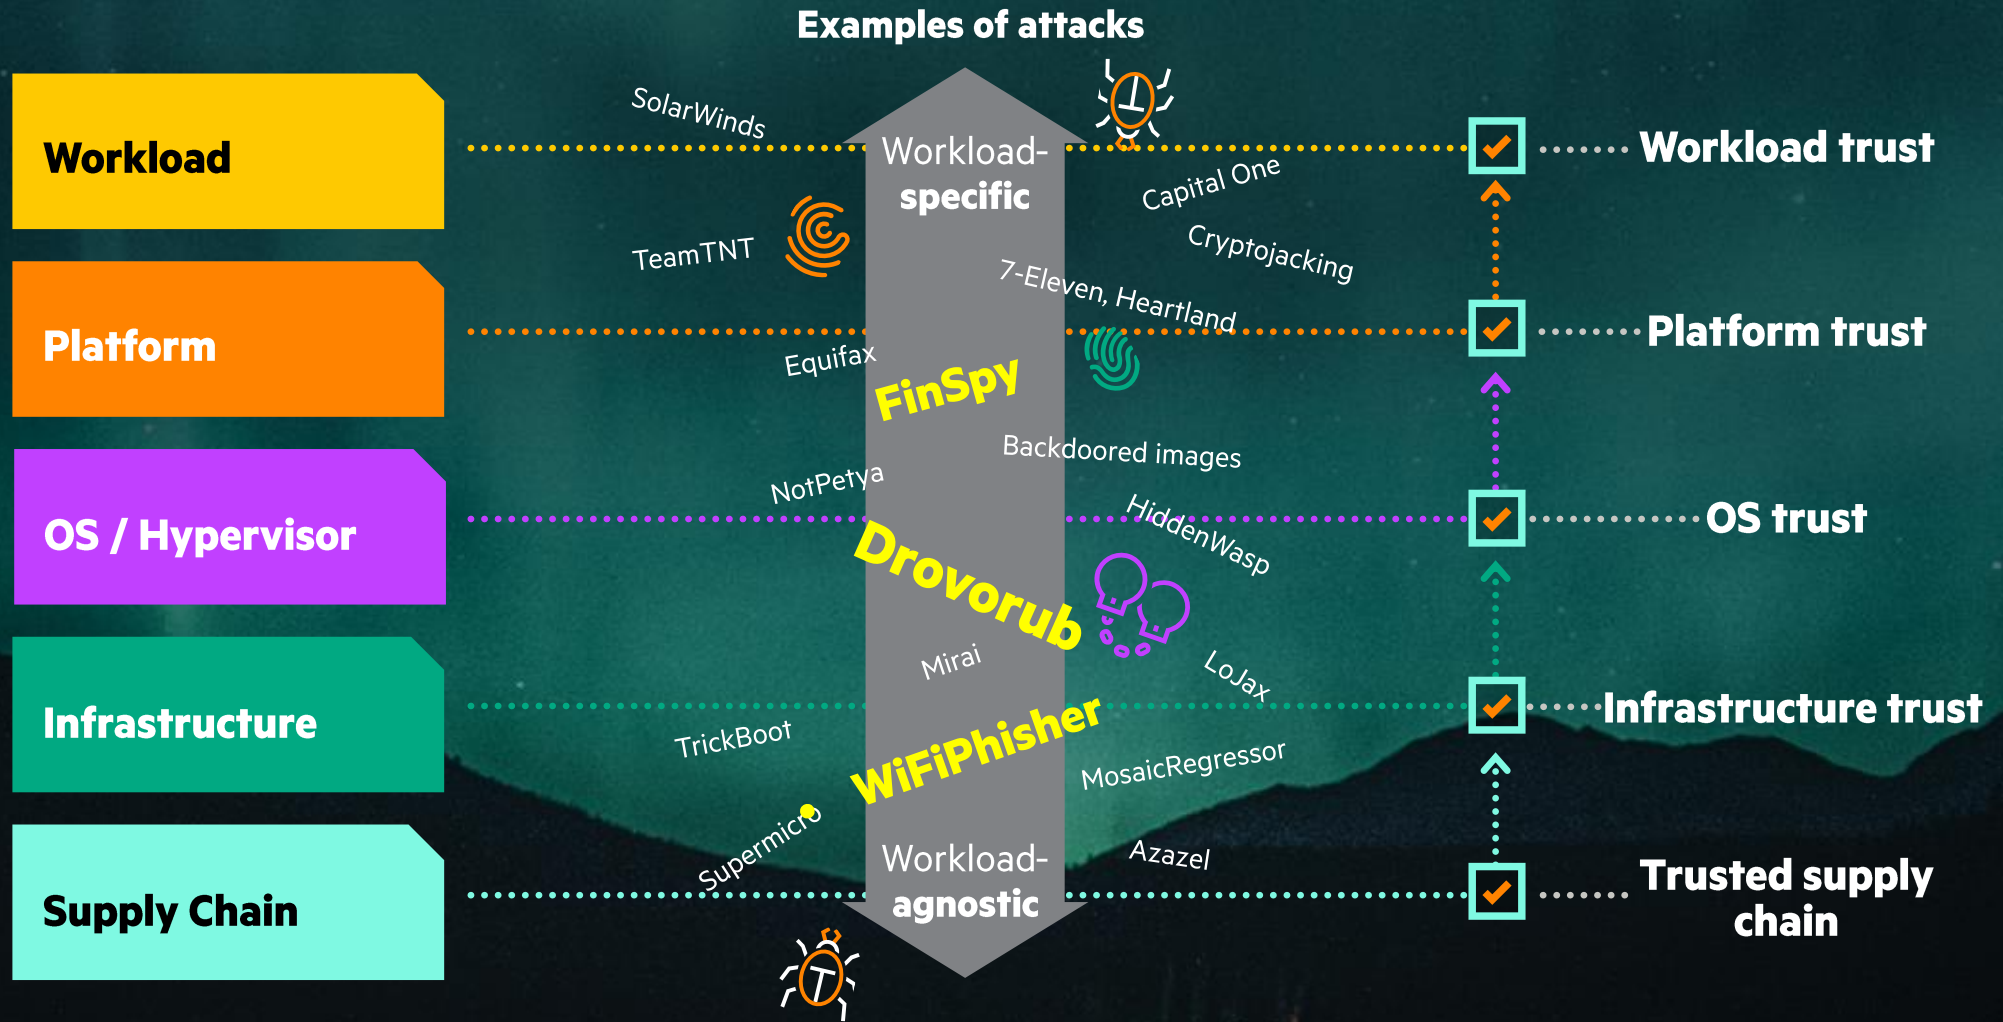 Examples of attacks
SolarWinds
Workload
Workload-
specific
Workload trust
Capital One
TeamTNT
Cryptojacking
7-Eleven, Heartland
Platform
Platform trust
Equifax
FinSpy
Backdoored images
NotPetya
OS / Hypervisor
HiddenWasp
OS trust
Drovorub
Mirai
LoJax
Infrastructure
Infrastructure trust
TrickBoot
WiFiPhisher
MosaicRegressor
Supermicro
Azazel
Supply Chain
Workload-
agnostic
Trusted supply
chain